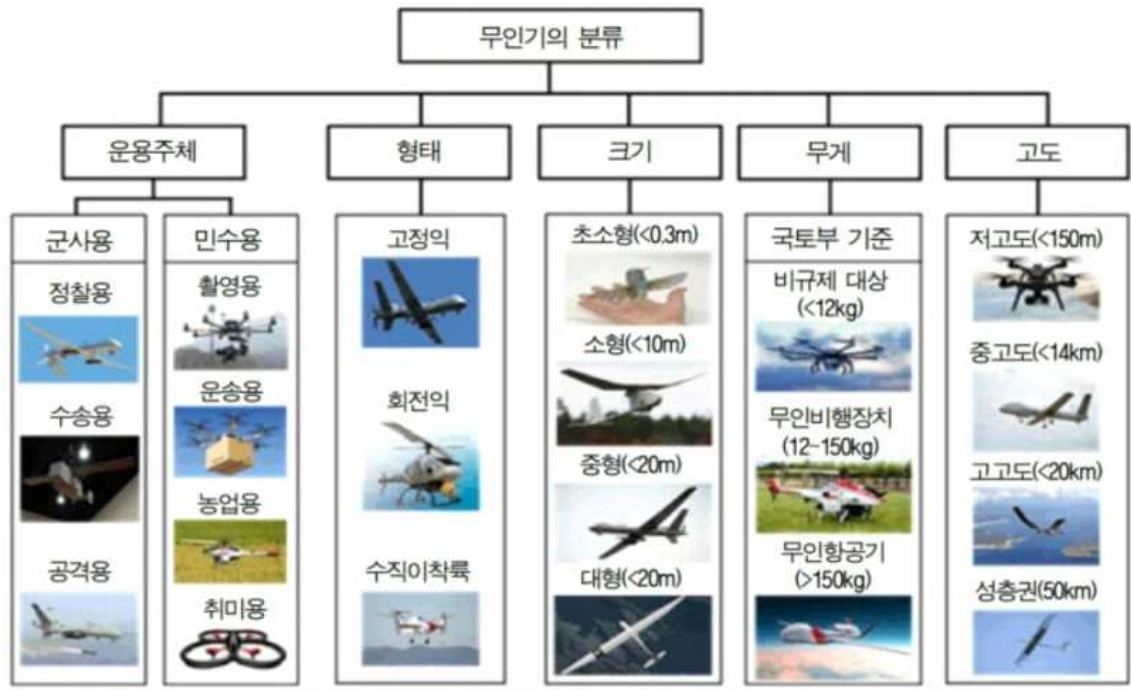 무인기의 분류
운용주체
형태
크기
무게
고도
군사용
정찰용
수송용
공격용
민수용
촬영용
운송용
농업용
취미용
고정익
회전익
수직이착륙
초소형(<0.3m)
소형(<10m)
중형(<20m)
대형(<20m)
국토부 기준
비규제 대상
(<12kg)
무인비행장치
(12~150kg)
무인항공기
(>150kg)
저고도(<150m)
중고도(<14km)
고고도(<20km)
성층권(50km)